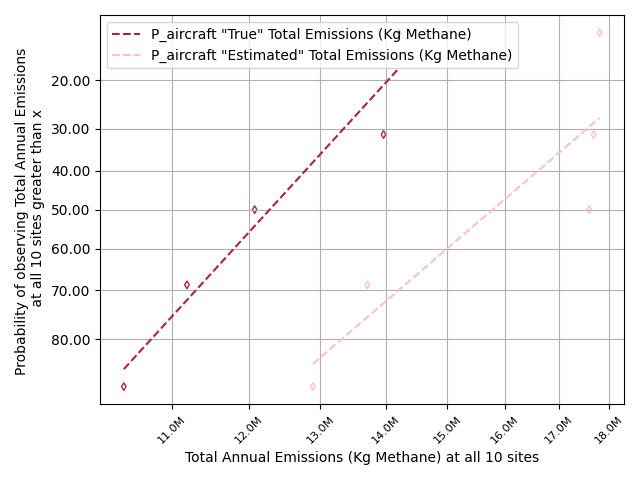 P_aircraft "True" Total Emissions (Kg Methane)
P_aircraft "Estimated" Total Emissions (Kg Methane)
Probability of observing Total Annual Emissions
at all 10 sites greater than x
20.00
30.00
40.00
50.00
60.00
70.00
80.00
11.0M
12.0M
13.0M
14.0M
15.0M
16.0M
17.0M
18.0M
Total Annual Emissions (Kg Methane) at all 10 sites